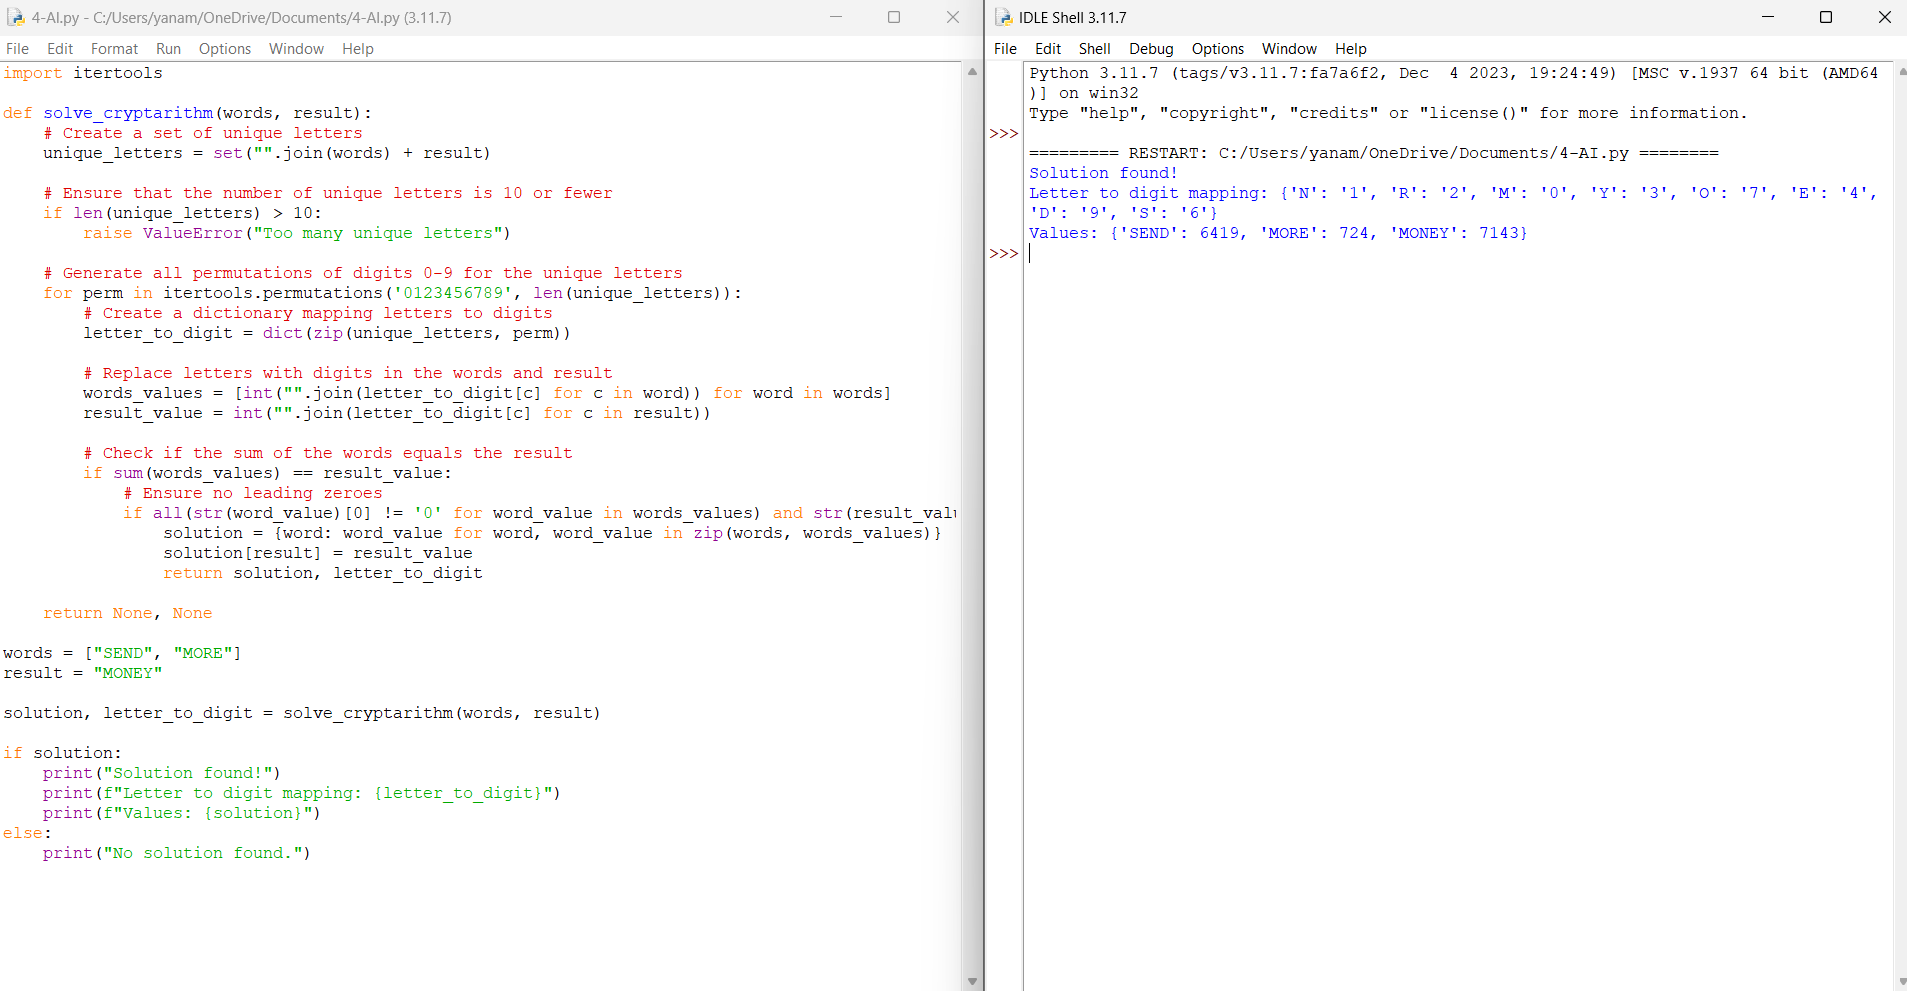 4-AI.py - C:/Users/yanam/OneDrive/Documents/4-AI.py (3.11.7)
File Edit Format Run Options Window Help
import itertools

def solve_cryptarithm(words, result):
    # Create a set of unique letters
    unique_letters = set("".join(words) + result)

    # Ensure that the number of unique letters is 10 or fewer
    if len(unique_letters) > 10:
        raise ValueError("Too many unique letters")

    # Generate all permutations of digits 0-9 for the unique letters
    for perm in itertools.permutations('0123456789', len(unique_letters)):
        # Create a dictionary mapping letters to digits
        letter_to_digit = dict(zip(unique_letters, perm))

        # Replace letters with digits in the words and result
        words_values = [int("".join(letter_to_digit[c] for c in word)) for word in words]
        result_value = int("".join(letter_to_digit[c] for c in result))

        # Check if the sum of the words equals the result
        if sum(words_values) == result_value:
            # Ensure no leading zeroes
            if all(str(word_value)[0] != '0' for word_value in words_values) and str(result_valu
                solution = {word: word_value for word, word_value in zip(words, words_values)}
                solution[result] = result_value
                return solution, letter_to_digit

    return None, None

words = ["SEND", "MORE"]
result = "MONEY"

solution, letter_to_digit = solve_cryptarithm(words, result)

if solution:
    print("Solution found!")
    print(f"Letter to digit mapping: {letter_to_digit}")
    print(f"Values: {solution}")
else:
    print("No solution found.")
IDLE Shell 3.11.7
File Edit Shell Debug Options Window Help
Python 3.11.7 (tags/v3.11.7:fa7a6f2, Dec  4 2023, 19:24:49) [MSC v.1937 64 bit (AMD64
)] on win32
Type "help", "copyright", "credits" or "license()" for more information.
>>>
========= RESTART: C:/Users/yanam/OneDrive/Documents/4-AI.py ========
Solution found!
Letter to digit mapping: {'N': '1', 'R': '2', 'M': '0', 'Y': '3', 'O': '7', 'E': '4',
'D': '9', 'S': '6'}
Values: {'SEND': 6419, 'MORE': 724, 'MONEY': 7143}
>>>